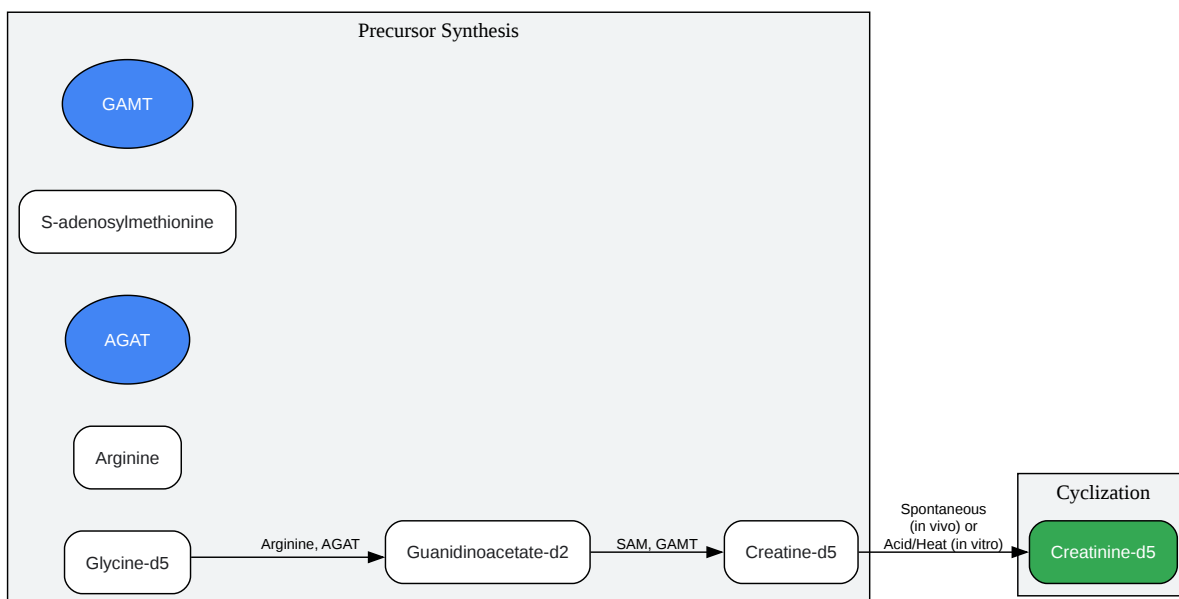 Precursor Synthesis
GAMT
S-adenosylmethionine
AGAT
Arginine
Glycine-d5
Arginine, AGAT
Guanidinoacetate-d2
SAM, GAMT
Creatine-d5
Spontaneous
(in vivo) or
Acid/Heat (in vitro)
Cyclization
Creatinine-d5